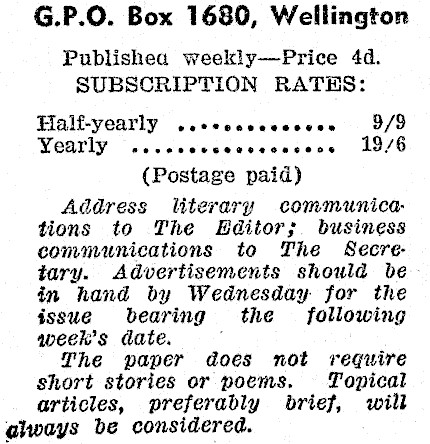 G.P.O. Box 1680, Wellington
Published weekly—Price 4d.
SUBSCRIPTION RATES:
Half-yearly .............. 9/9
Yearly .................. 19/6
(Postage paid)
Address literary communica-
tions to The Editor; business
communications to The Secre-
tary. Advertisements should be
in hand by Wednesday for the
issue bearing the following
week's date.
The paper does not require
short stories or poems. Topical
articles, preferably brief, will
always be considered.